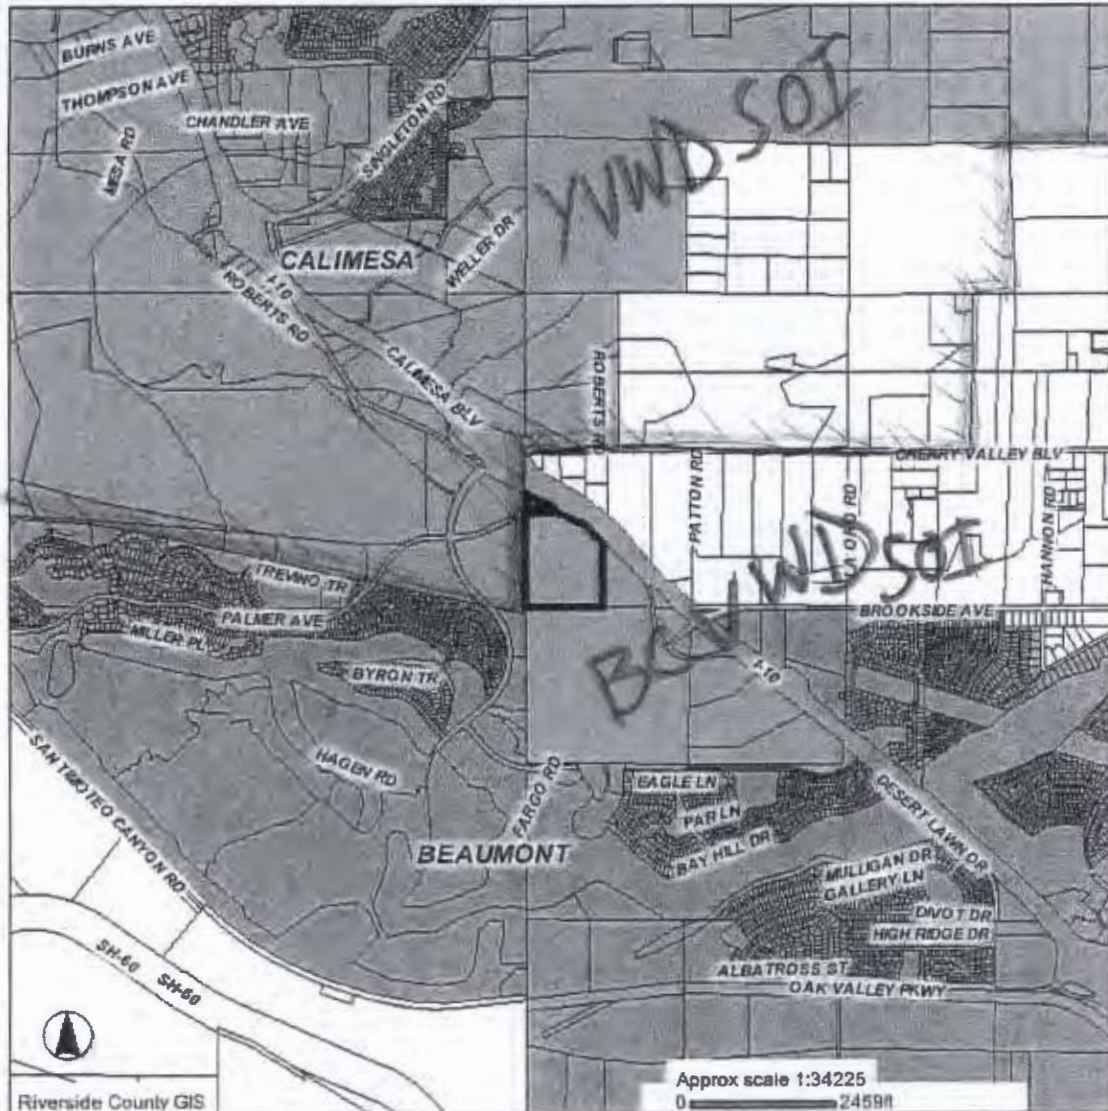 BURNS AVE
THOMPSON AVE
CHANDLER AVE
MESA RD
SINGLETON RD
YVWD SOI
WELLER DR
CALIMESA
A10
ROBERTS RD
CALIMESA BLV
ROBERTS RD
CHERRY VALLEY BLV
PATTON RD
HANNON RD
TREVINO TR
PALMER AVE
MILLER PL
BYRON TR
BROOKSIDE AVE
SOI
A10
SAN TIMOTEO CANYON RD
HAGEN RD
FARGO RD
EAGLE LN
PAR LN
BAY HILL DR
DESERT LAWN DR
BEAUMONT
MULLIGAN DR
GALLERY LN
DIVOT DR
HIGH RIDGE DR
ALBATROSS ST
OAK VALLEY PKWY
SH-60
SH-60
Approx scale 1:34225
0 2459ft
Riverside County GIS